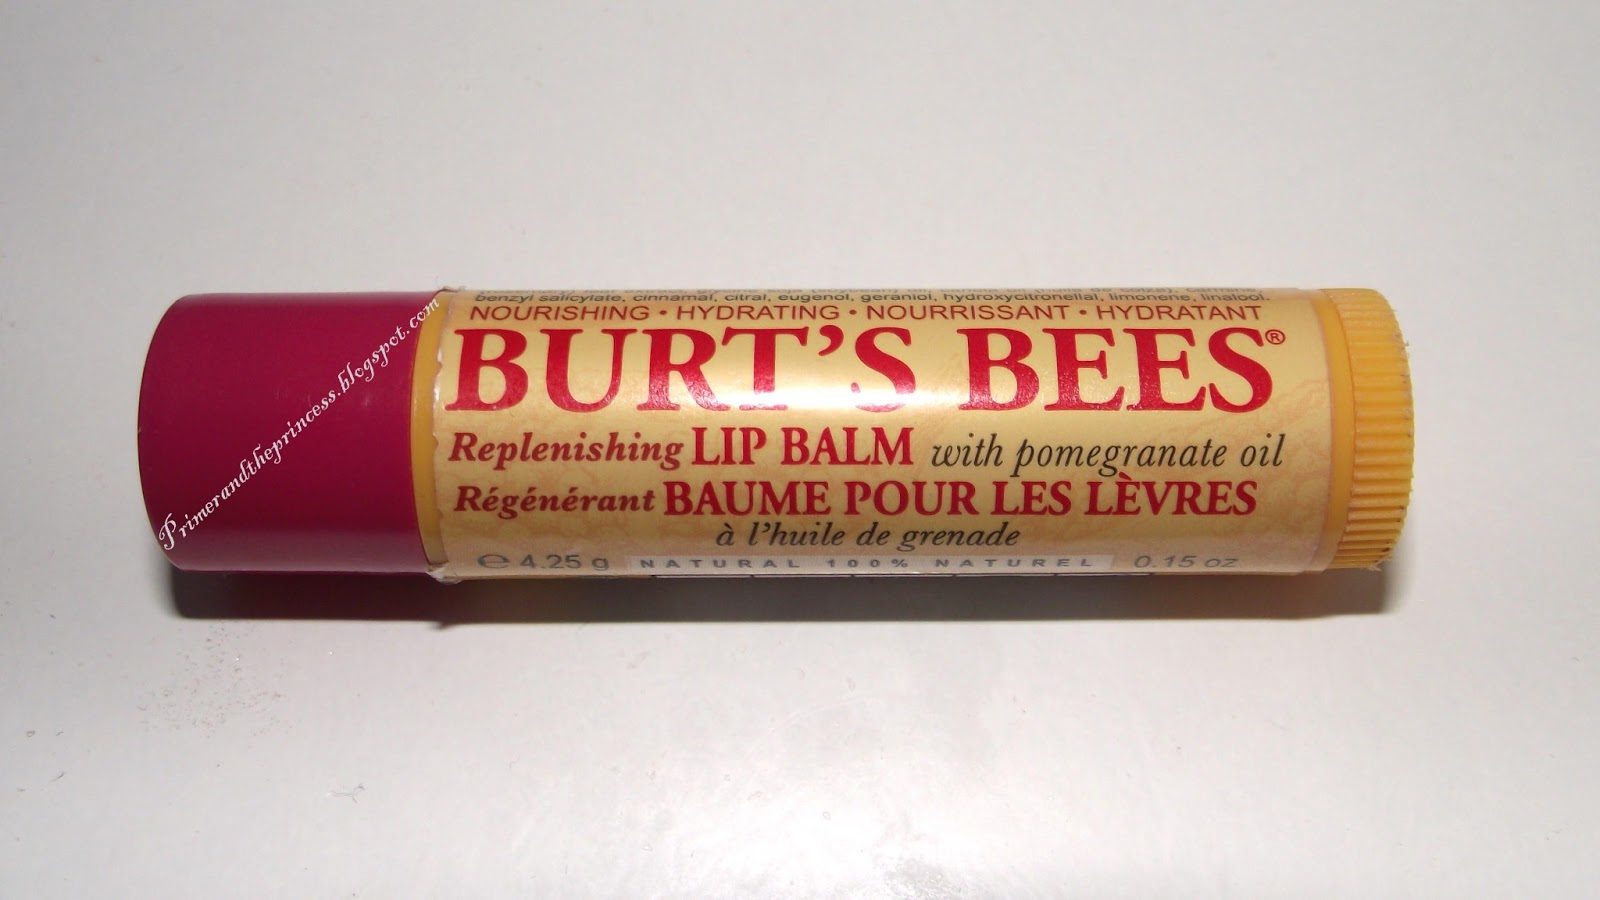 benzyl salicylate, cinnamal, citral, eugenol, geraniol, hydroxycitronellal, limonene, linalool.
NOURISHING • HYDRATING • NOURRISSANT • HYDRATANT
BURT'S BEES®
Replenishing LIP BALM with pomegranate oil
Régénérant BAUME POUR LES LÈVRES
à l'huile de grenade
℮ 4.25 g NATURAL 100% NATUREL 0.15 oz
Primerandtheprincess.blogspot.com